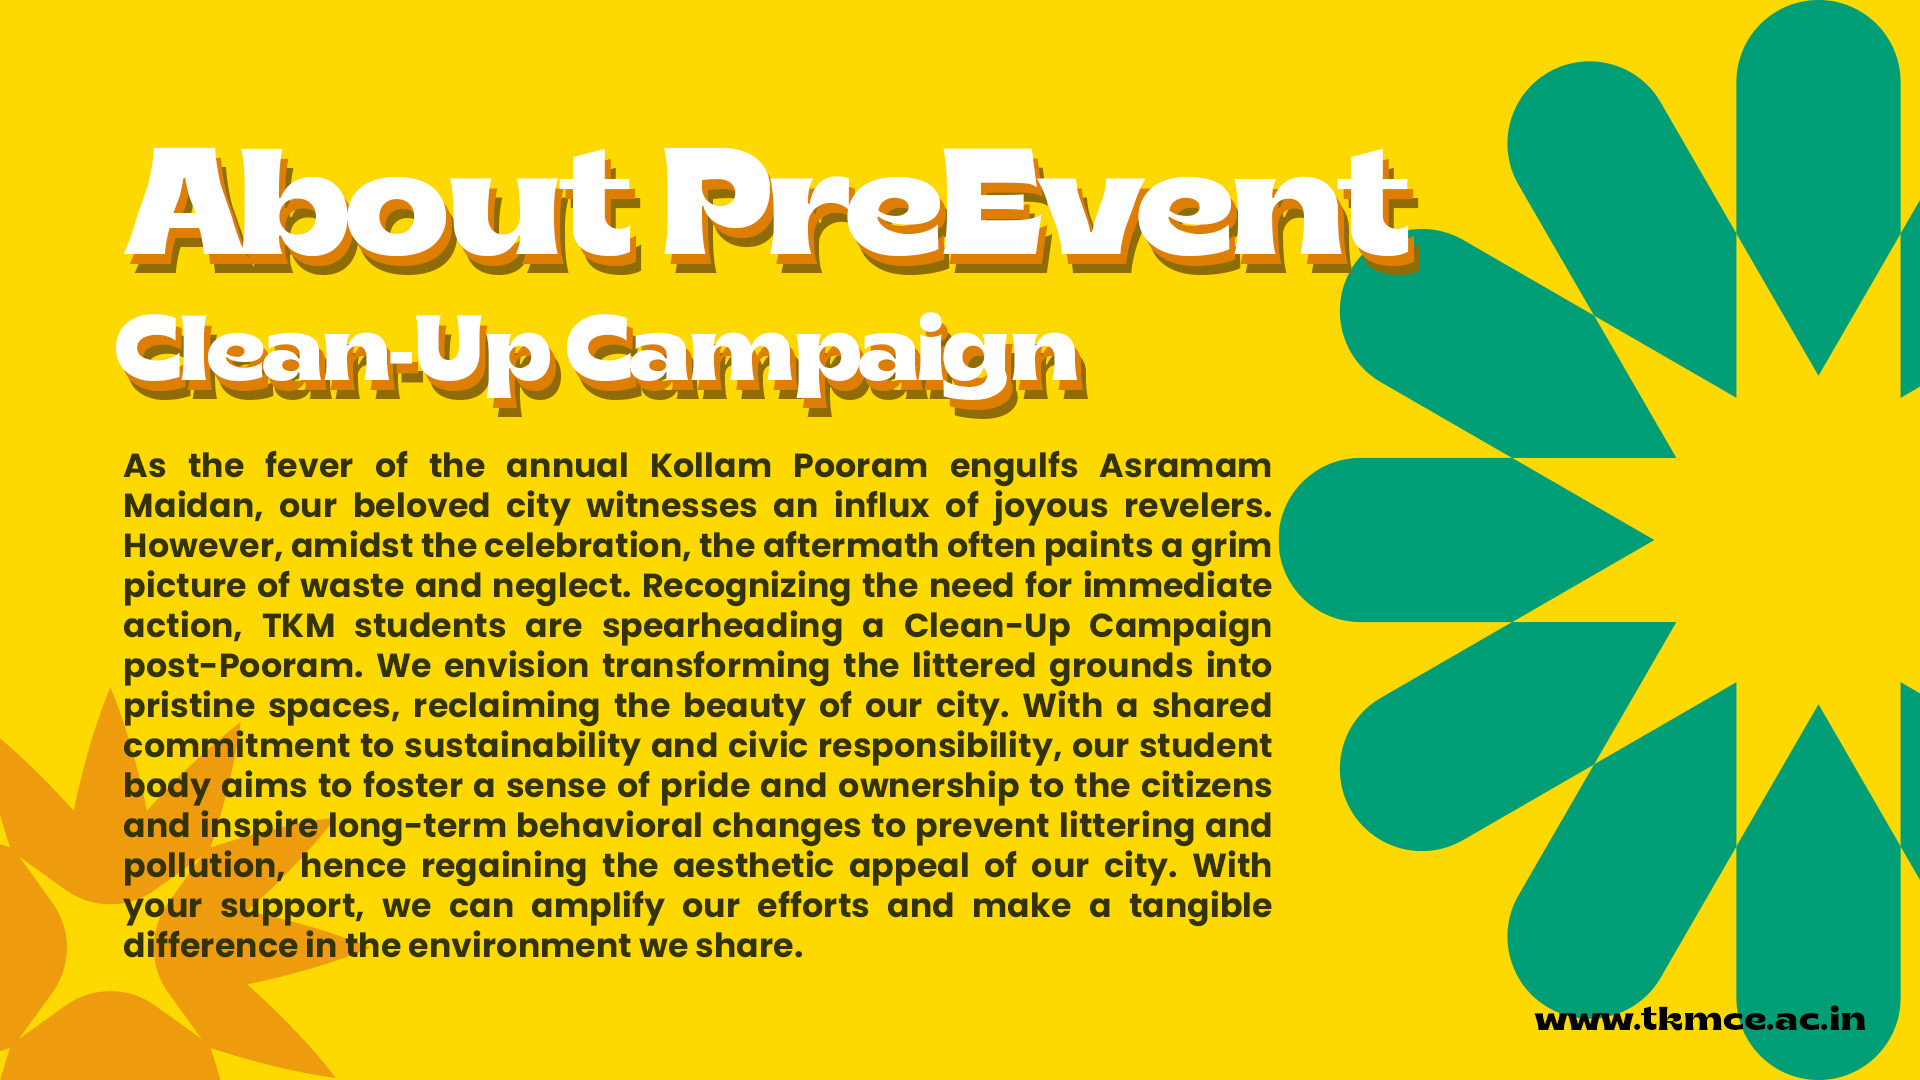 About PreEvent
Clean-Up Campaign
As the fever of the annual Kollam Pooram engulfs Asramam
Maidan, our beloved city witnesses an influx of joyous revelers.
However, amidst the celebration, the aftermath often paints a grim
picture of waste and neglect. Recognizing the need for immediate
action, TKM students are spearheading a Clean-Up Campaign
post-Pooram. We envision transforming the littered grounds into
pristine spaces, reclaiming the beauty of our city. With a shared
commitment to sustainability and civic responsibility, our student
body aims to foster a sense of pride and ownership to the citizens
and inspire long-term behavioral changes to prevent littering and
pollution, hence regaining the aesthetic appeal of our city. With
your support, we can amplify our efforts and make a tangible
difference in the environment we share.
www.tkmce.ac.in